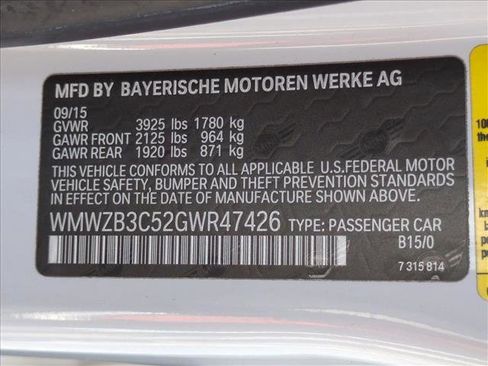 MFD BY BAYERISCHE MOTOREN WERKE AG
09/15
GVWR 3925 lbs 1780 kg
GAWR FRONT 2125 lbs 964 kg
GAWR REAR 1920 lbs 871 kg
THIS VEHICLE CONFORMS TO ALL APPLICABLE U.S.FEDERAL MOTOR
VEHICLE SAFETY, BUMPER AND THEFT PREVENTION STANDARDS
IN EFFECT ON THE DATE OF MANUFACTURE SHOWN ABOVE.
WMWZB3C52GWR47426 TYPE: PASSENGER CAR
B15/0
7 315 814
100
the